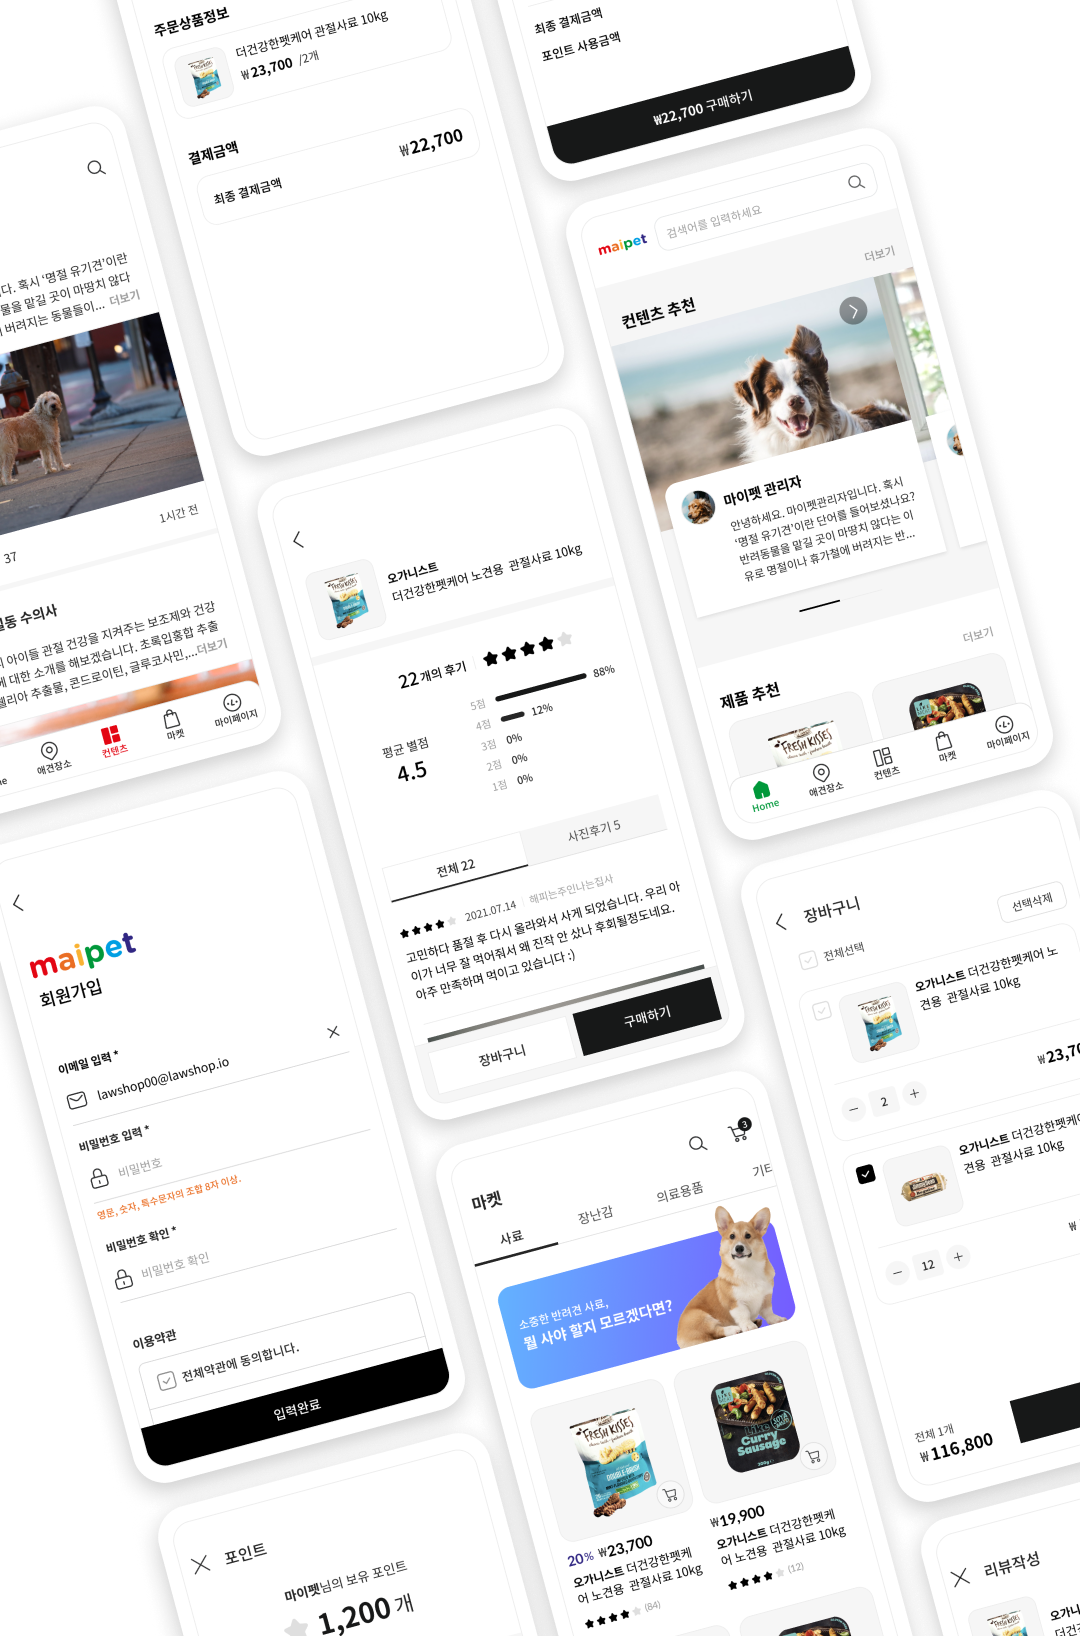 주문상품정보
더건강한펫케어 관절사료 10kg
₩23,700 /2개
결제금액
₩22,700
최종 결제금액
최종 결제금액
포인트 사용금액
₩22,700 구매하기
다. 혹시 ‘명절 유기견’이란
물을 맡길 곳이 마땅치 않다
버려지는 동물들이... 더보기
1시간 전
37
동 수의사
아이들 관절 건강을 지켜주는 보조제와 건강
에 대한 소개를 해보겠습니다. 초록입홍합 추출
웰리아 추출물, 콘드로이틴, 글루코사민,...더보기
애견장소
컨텐츠
마켓
마이페이지
maipet
검색어를 입력하세요
더보기
컨텐츠 추천
마이펫 관리자
안녕하세요. 마이펫관리자입니다. 혹시
‘명절 유기견’이란 단어를 들어보셨나요?
반려동물을 맡길 곳이 마땅치 않다는 이
유로 명절이나 휴가철에 버려지는 반...
더보기
제품 추천
FRESH KISSES
Home
애견장소
컨텐츠
마켓
마이페이지
FRESH KISSES
오가니스트
더건강한펫케어 노견용 관절사료 10kg
22개의 후기
5점 88%
4점 12%
3점 0%
2점 0%
1점 0%
평균 별점
4.5
전체 22
사진후기 5
2021.07.14
해피는주인나는집사
고민하다 품절 후 다시 올라와서 사게 되었습니다. 우리 아
이가 너무 잘 먹어줘서 왜 진작 안 샀나 후회될정도네요.
아주 만족하며 먹이고 있습니다 :)
장바구니
구매하기
maipet
회원가입
이메일 입력 *
lawshop00@lawshop.io
비밀번호 입력 *
비밀번호
영문, 숫자, 특수문자의 조합 8자 이상.
비밀번호 확인 *
비밀번호 확인
이용약관
전체약관에 동의합니다.
입력완료
장바구니
선택삭제
전체선택
오가니스트 더건강한펫케어 노
견용 관절사료 10kg
₩23,70
2
오가니스트 더건강한펫케어
견용 관절사료 10kg
₩
12
전체 1개
₩116,800
마켓
3
사료
장난감
의료용품
기타
소중한 반려견 사료,
뭘 사야 할지 모르겠다면?
FRESH KISSES
DOUBLE-BRUSH
Like
Curry
Sausage
20% ₩23,700
오가니스트 더건강한펫케
어 노견용 관절사료 10kg
(84)
₩19,900
오가니스트 더건강한펫케
어 노견용 관절사료 10kg
(12)
포인트
마이펫님의 보유 포인트
1,200 개
리뷰작성
오가니
더건